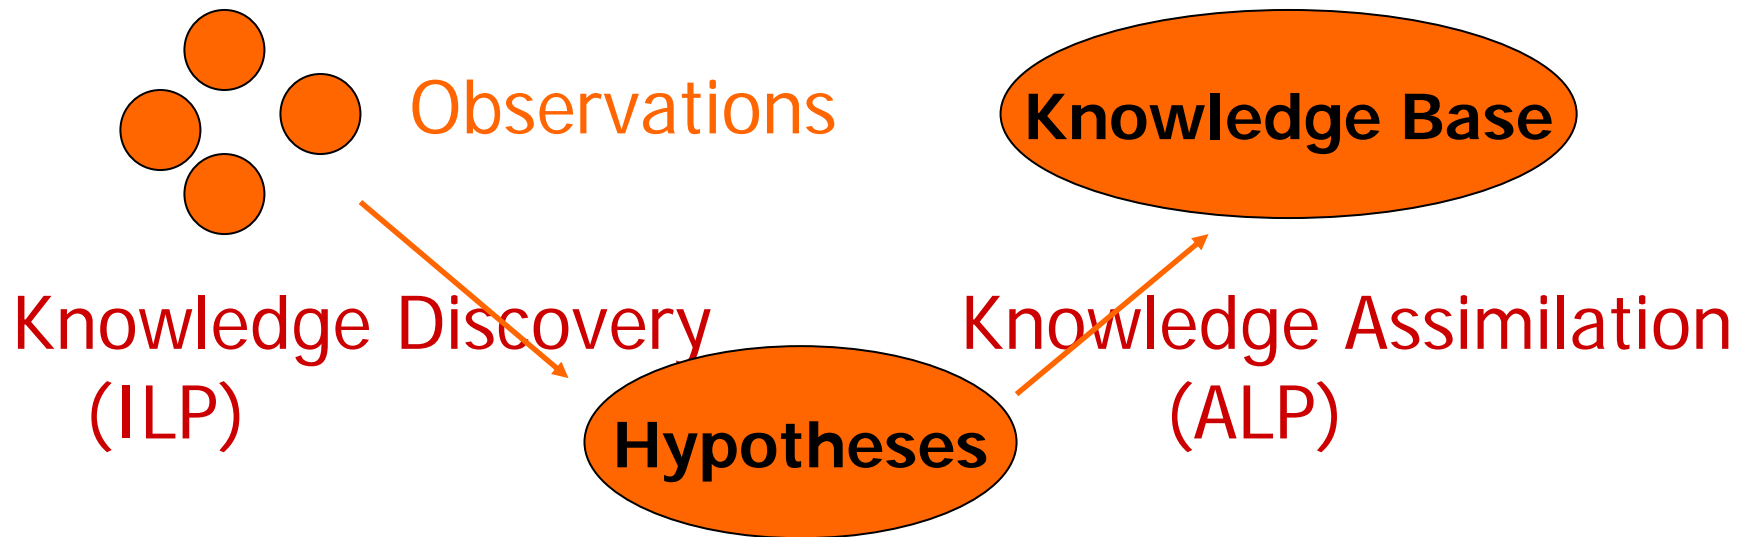 Observations
Knowledge Base
Knowledge Discovery
(ILP)
Knowledge Assimilation
(ALP)
Hypotheses